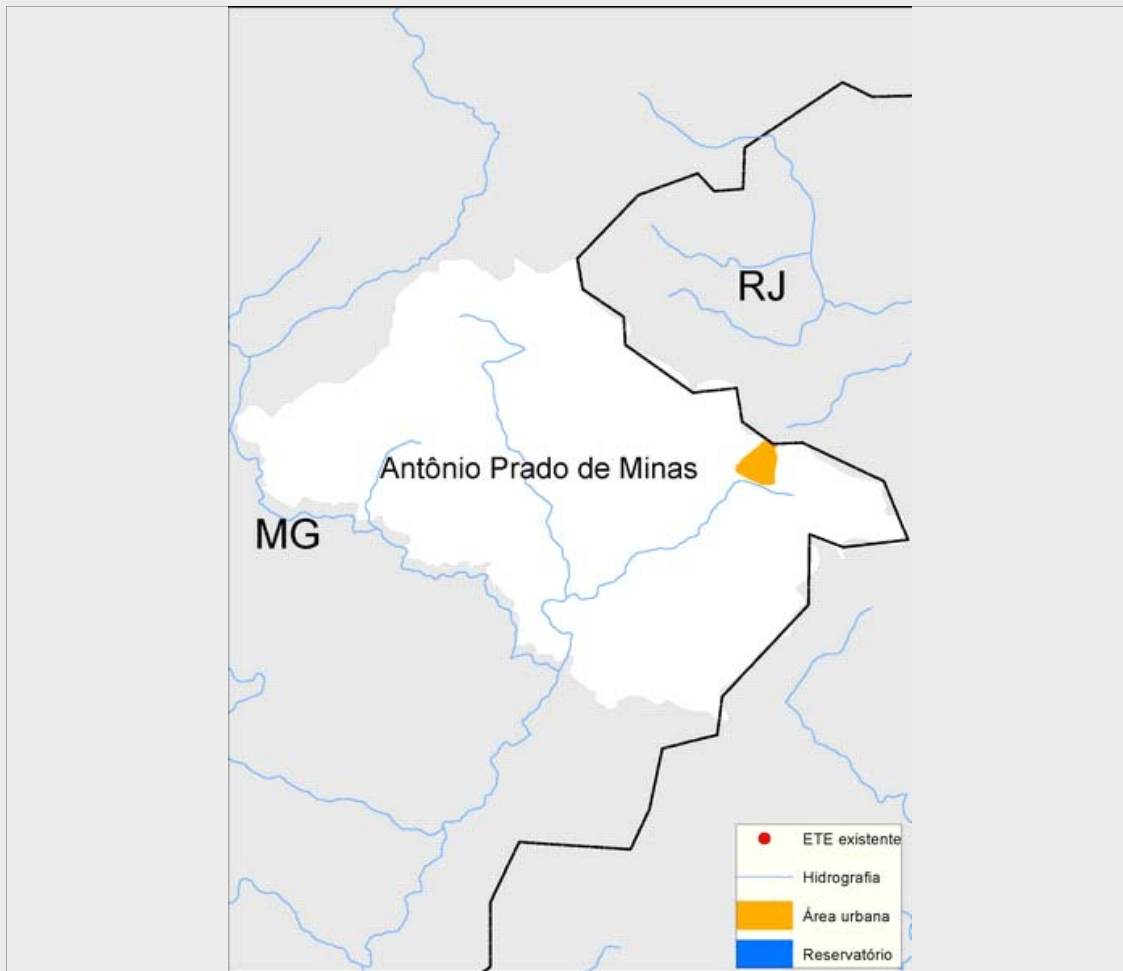 RJ
Antônio Prado de Minas
MG
ETE existente
Hidrografia
Área urbana
Reservatório